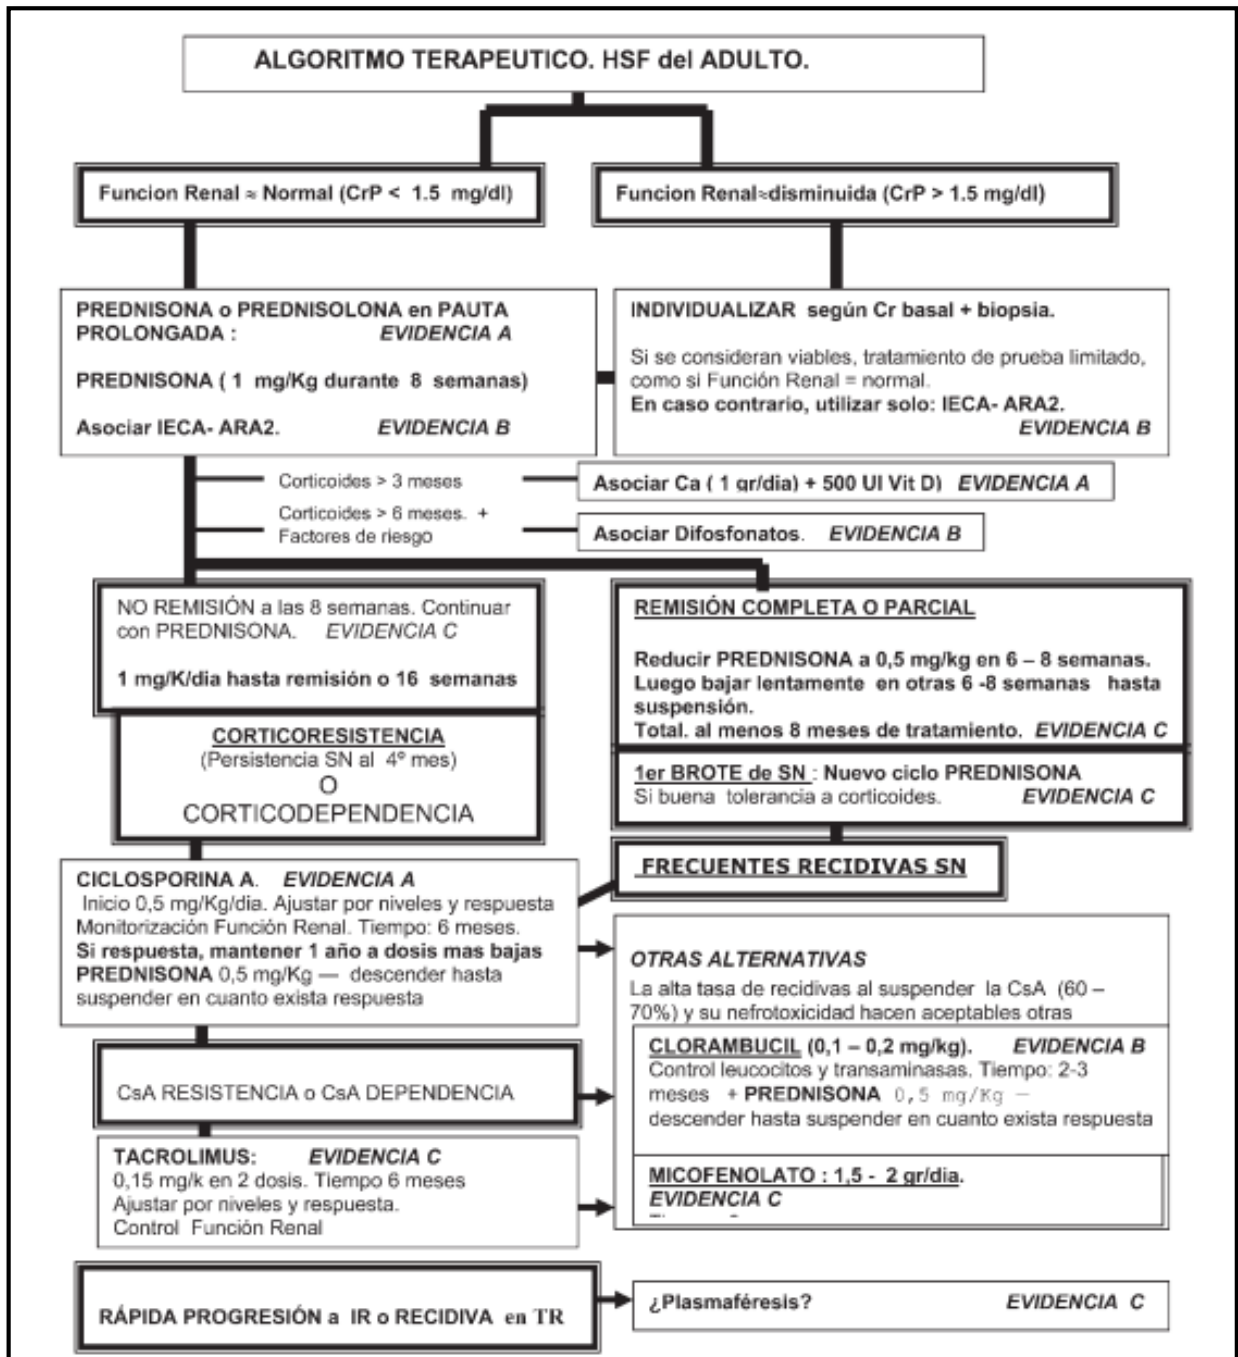 ALGORITMO TERAPEUTICO. HSF del ADULTO.
Funcion Renal ≈ Normal (CrP < 1.5 mg/dl)
Funcion Renal≈disminuida (CrP > 1.5 mg/dl)
PREDNISONA o PREDNISOLONA en PAUTA
PROLONGADA : EVIDENCIA A
PREDNISONA ( 1 mg/Kg durante 8 semanas)
Asociar IECA- ARA2. EVIDENCIA B
INDIVIDUALIZAR según Cr basal + biopsia.
Si se consideran viables, tratamiento de prueba limitado,
como si Función Renal = normal.
En caso contrario, utilizar solo: IECA- ARA2.
EVIDENCIA B
Corticoides > 3 meses
Asociar Ca ( 1 gr/dia) + 500 UI Vit D) EVIDENCIA A
Corticoides > 6 meses. +
Factores de riesgo
Asociar Difosfonatos. EVIDENCIA B
NO REMISIÓN a las 8 semanas. Continuar
con PREDNISONA. EVIDENCIA C
1 mg/K/dia hasta remisión o 16 semanas
CORTICORESISTENCIA
(Persistencia SN al 4º mes)
O
CORTICODEPENDENCIA
REMISIÓN COMPLETA O PARCIAL
Reducir PREDNISONA a 0,5 mg/kg en 6 – 8 semanas.
Luego bajar lentamente en otras 6 -8 semanas hasta
suspensión.
Total. al menos 8 meses de tratamiento. EVIDENCIA C
1er BROTE de SN : Nuevo ciclo PREDNISONA
Si buena tolerancia a corticoides. EVIDENCIA C
FRECUENTES RECIDIVAS SN
CICLOSPORINA A. EVIDENCIA A
Inicio 0,5 mg/Kg/dia. Ajustar por niveles y respuesta
Monitorización Función Renal. Tiempo: 6 meses.
Si respuesta, mantener 1 año a dosis mas bajas
PREDNISONA 0,5 mg/Kg — descender hasta
suspender en cuanto exista respuesta
OTRAS ALTERNATIVAS
La alta tasa de recidivas al suspender la CsA (60 –
70%) y su nefrotoxicidad hacen aceptables otras
CLORAMBUCIL (0,1 – 0,2 mg/kg). EVIDENCIA B
Control leucocitos y transaminasas. Tiempo: 2-3
meses + PREDNISONA 0,5 mg/Kg —
descender hasta suspender en cuanto exista respuesta
MICOFENOLATO : 1,5 - 2 gr/dia.
EVIDENCIA C
CsA RESISTENCIA o CsA DEPENDENCIA
TACROLIMUS: EVIDENCIA C
0,15 mg/k en 2 dosis. Tiempo 6 meses
Ajustar por niveles y respuesta.
Control Función Renal
RÁPIDA PROGRESIÓN a IR o RECIDIVA en TR
¿Plasmaféresis? EVIDENCIA C